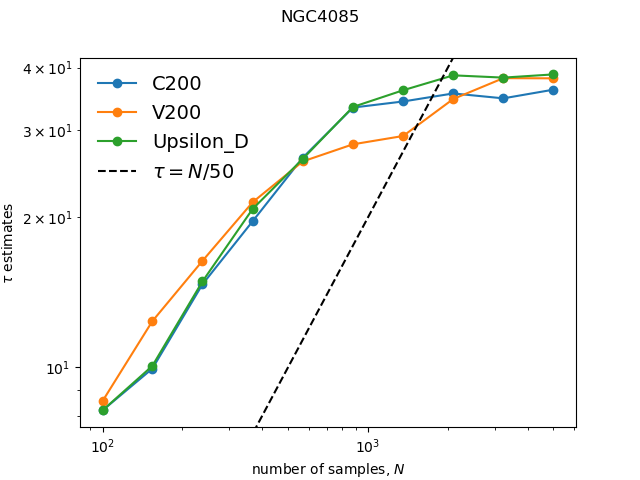 NGC4085
τ estimates
4 × 10¹
3 × 10¹
2 × 10¹
10¹
C200
V200
Upsilon_D
τ = N/50
10²
10³
number of samples, N